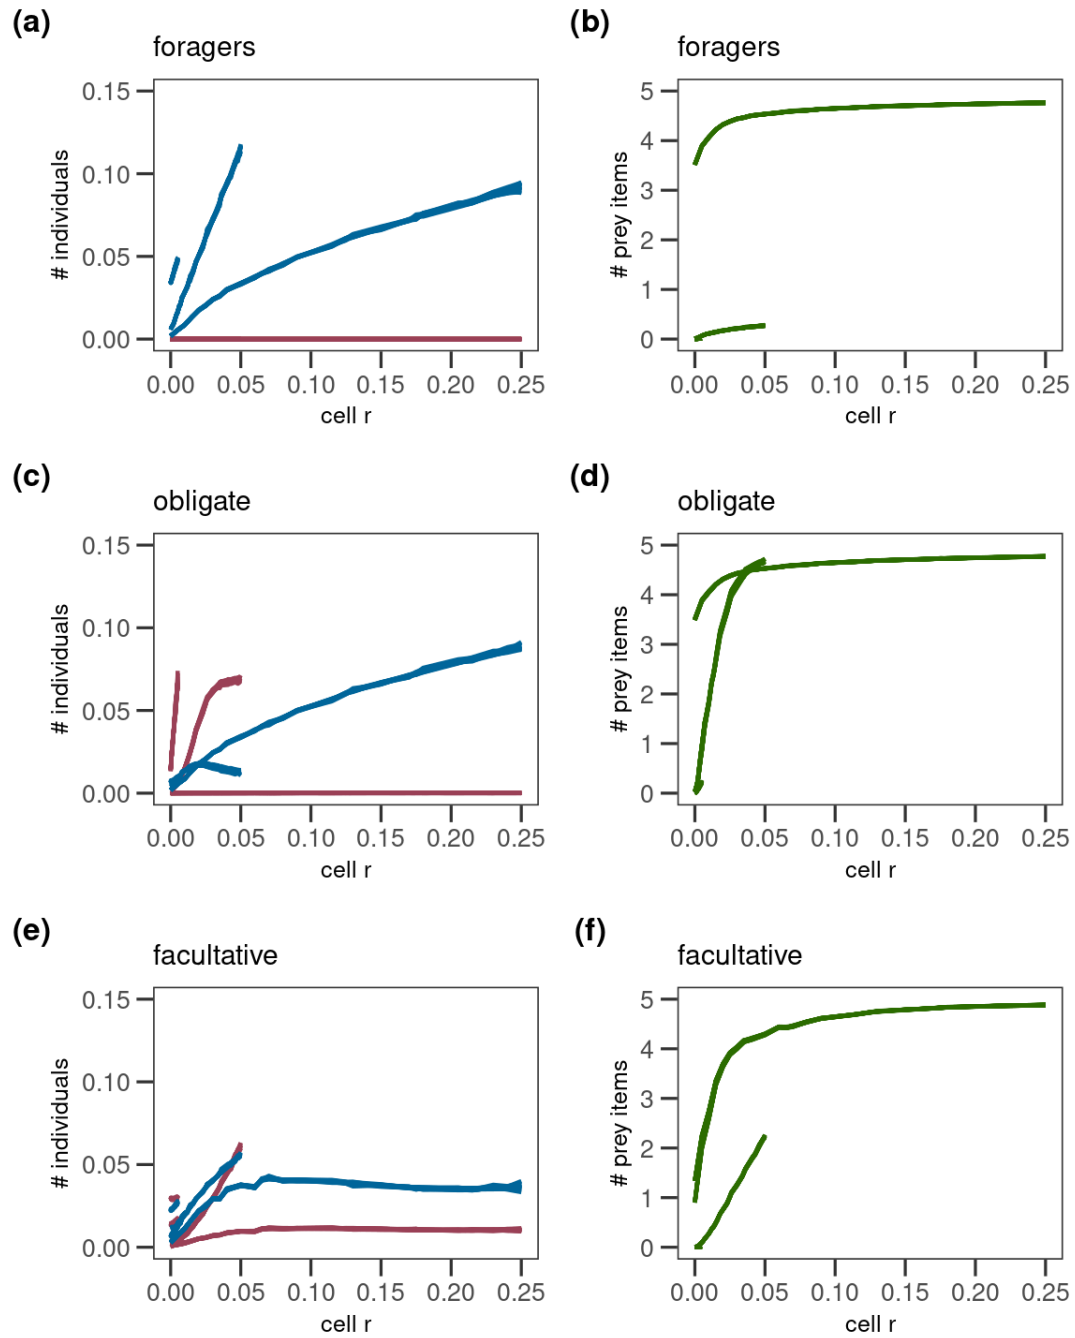 (a)
foragers
0.15
0.10
0.05
0.00
# individuals
0.00 0.05 0.10 0.15 0.20 0.25
cell r
(b)
foragers
5
4
3
2
1
0
# prey items
0.00 0.05 0.10 0.15 0.20 0.25
cell r
(c)
obligate
0.15
0.10
0.05
0.00
# individuals
0.00 0.05 0.10 0.15 0.20 0.25
cell r
(d)
obligate
5
4
3
2
1
0
# prey items
0.00 0.05 0.10 0.15 0.20 0.25
cell r
(e)
facultative
0.15
0.10
0.05
0.00
# individuals
0.00 0.05 0.10 0.15 0.20 0.25
cell r
(f)
facultative
5
4
3
2
1
0
# prey items
0.00 0.05 0.10 0.15 0.20 0.25
cell r